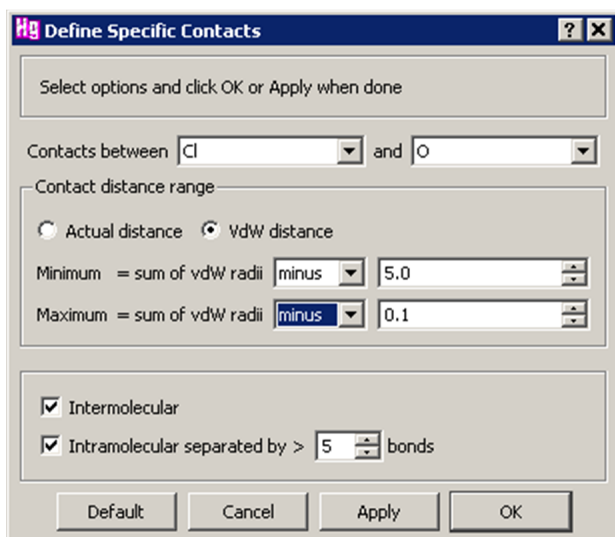 Hg Define Specific Contacts ? X
Select options and click OK or Apply when done
Contacts between Cl and O
Contact distance range
Actual distance VdW distance
Minimum = sum of vdW radii minus 5.0
Maximum = sum of vdW radii minus 0.1
Intermolecular
Intramolecular separated by > 5 bonds
Default Cancel Apply OK